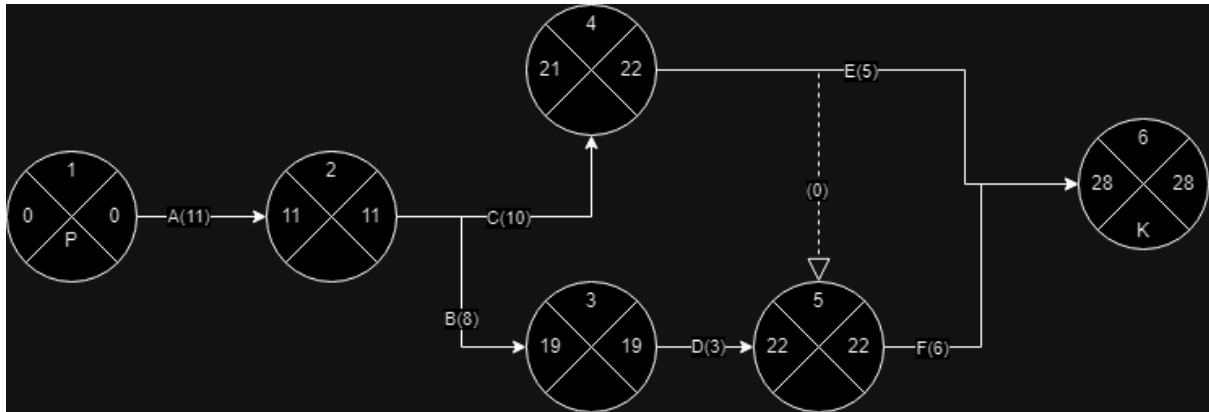 1
0 0
P
A(11)
2
11 11
C(10)
B(8)
4
21 22
E(5)
(0)
3
19 19
D(3)
5
22 22
F(6)
6
28 28
K